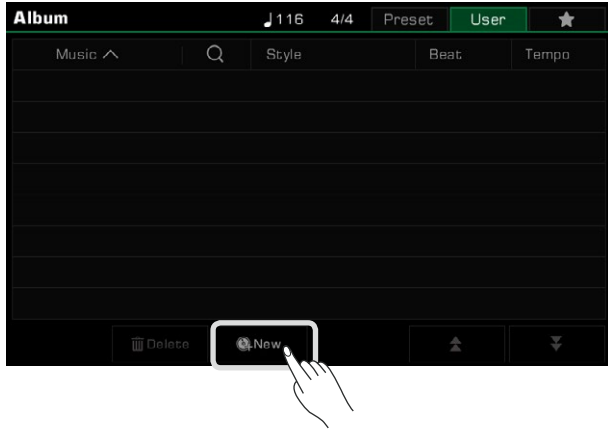 Album ♩116 4/4 Preset User ★
Music Style Beat Tempo
Delete New